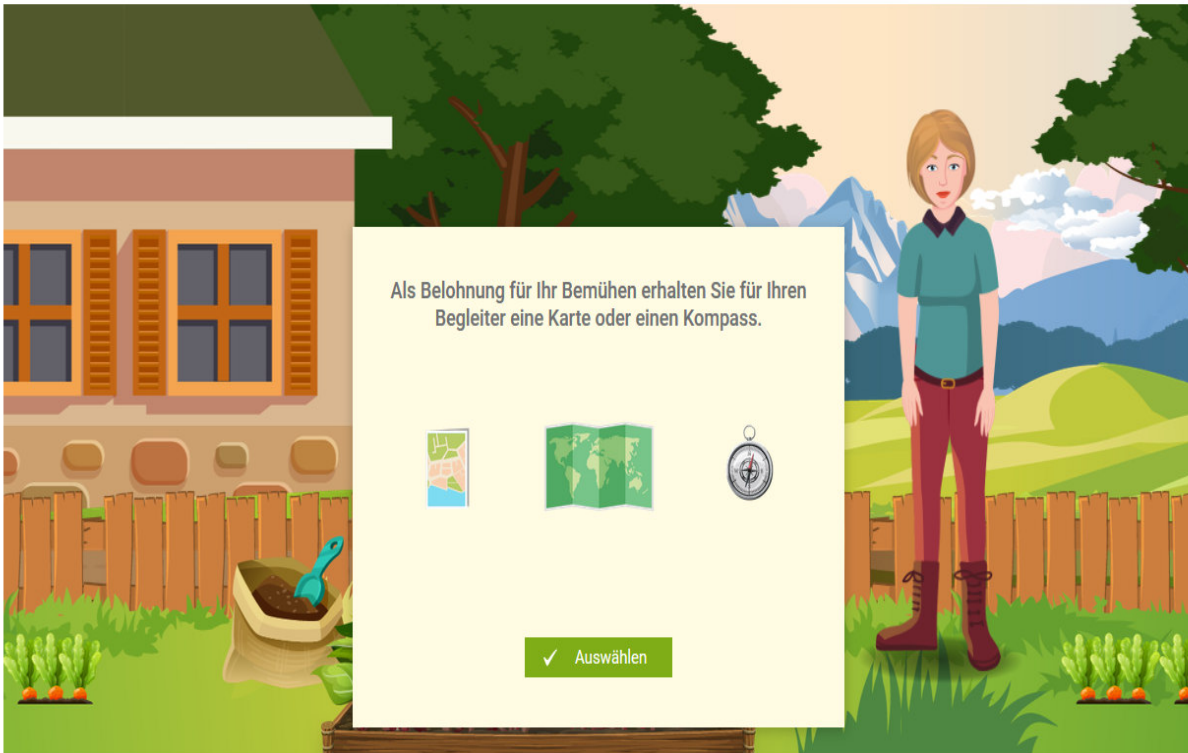 Als Belohnung für Ihr Bemühen erhalten Sie für Ihren
Begleiter eine Karte oder einen Kompass.
Auswählen